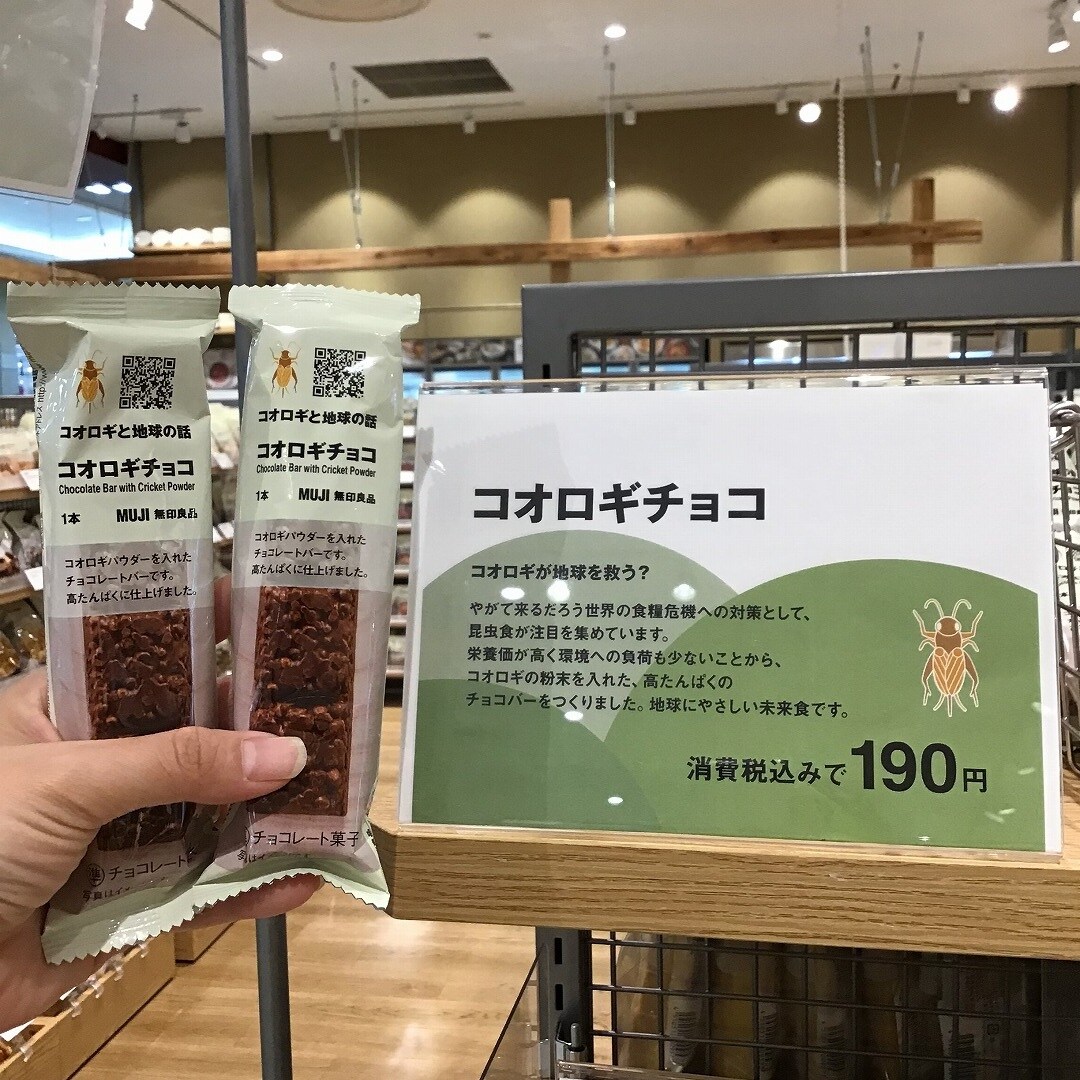 コオロギと地球の話
コオロギチョコ
Chocolate Bar with Cricket Powder
1本 MUJI 無印良品
コオロギパウダーを入れた
チョコレートバーです。
高たんぱくに仕上げました。
チョコレート
コオロギと地球の話
コオロギチョコ
Chocolate Bar with Cricket Powder
1本 MUJI 無印良品
コオロギパウダーを入れた
チョコレートバーです。
高たんぱくに仕上げました。
チョコレート菓子
コオロギチョコ
コオロギが地球を救う?
やがて来るだろう世界の食糧危機への対策として、
昆虫食が注目を集めています。
栄養価が高く環境への負荷も少ないことから、
コオロギの粉末を入れた、高たんぱくの
チョコバーをつくりました。地球にやさしい未来食です。
消費税込みで190円